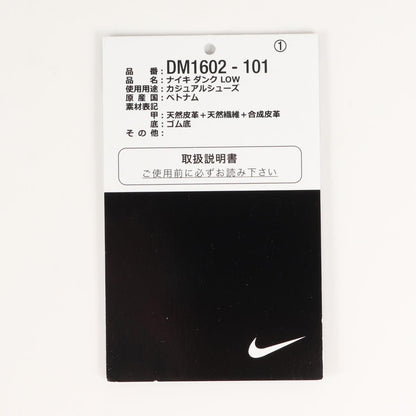 ①
品番：DM1602 - 101
品名：ナイキ ダンク LOW
使用用途：カジュアルシューズ
原産国：ベトナム
素材表記
甲：天然皮革＋天然繊維＋合成皮革
底：ゴム底
その他：
取扱説明書
ご使用前に必ずお読み下さい